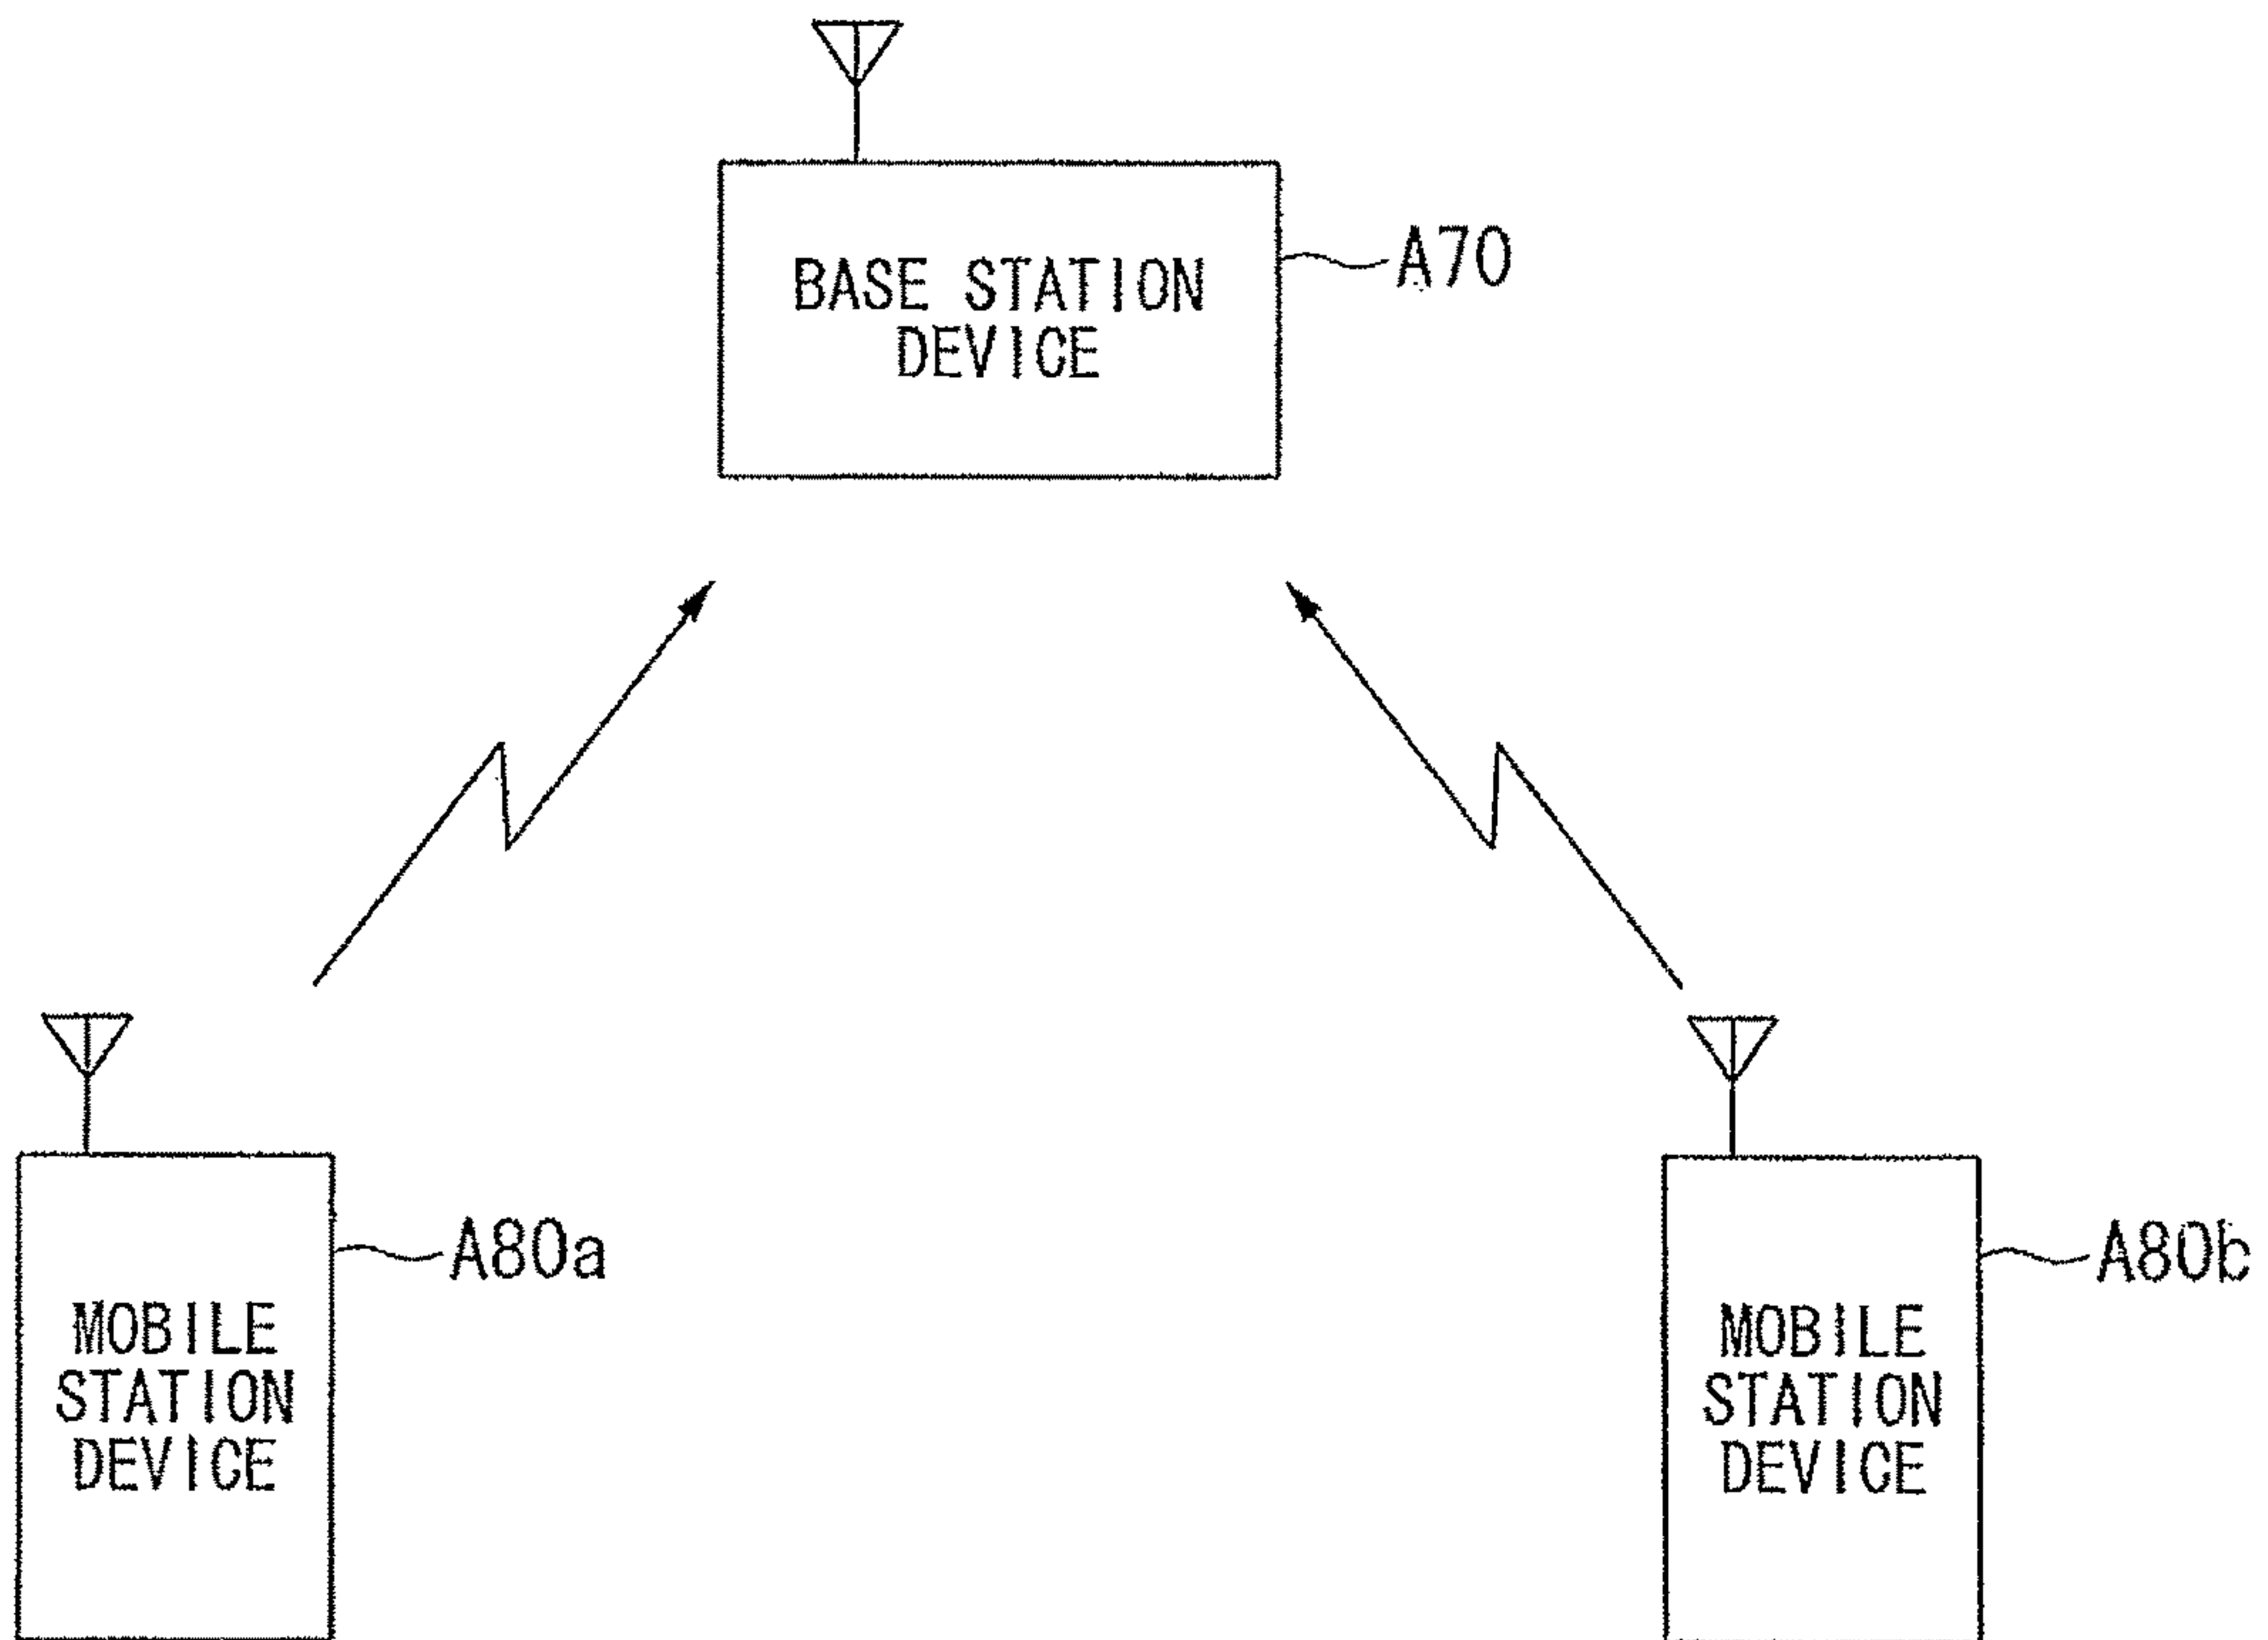 BASE STATION
DEVICE
A70
A80a
MOBILE
STATION
DEVICE
A80b
MOBILE
STATION
DEVICE